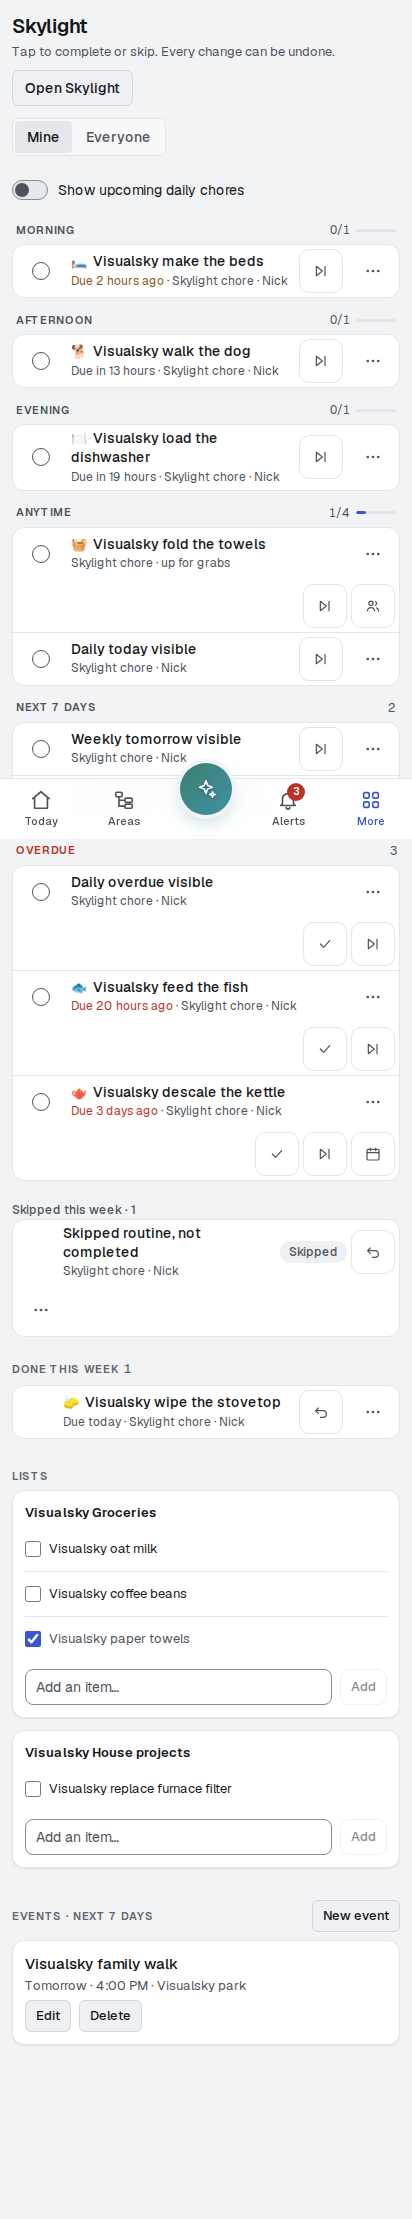 Skylight
Tap to complete or skip. Every change can be undone.
Open Skylight
Mine
Everyone
Show upcoming daily chores
MORNING
0/1
Visualsky make the beds
Due 2 hours ago · Skylight chore · Nick
AFTERNOON
0/1
Visualsky walk the dog
Due in 13 hours · Skylight chore · Nick
EVENING
0/1
Visualsky load the
dishwasher
Due in 19 hours · Skylight chore · Nick
ANYTIME
1/4
Visualsky fold the towels
Skylight chore · up for grabs
Daily today visible
Skylight chore · Nick
NEXT 7 DAYS
2
Weekly tomorrow visible
Skylight chore · Nick
Today
Areas
3
Alerts
More
OVERDUE
3
Daily overdue visible
Skylight chore · Nick
Visualsky feed the fish
Due 20 hours ago · Skylight chore · Nick
Visualsky descale the kettle
Due 3 days ago · Skylight chore · Nick
Skipped this week · 1
Skipped routine, not
completed
Skylight chore · Nick
Skipped
DONE THIS WEEK 1
Visualsky wipe the stovetop
Due today · Skylight chore · Nick
LISTS
Visualsky Groceries
Visualsky oat milk
Visualsky coffee beans
Visualsky paper towels
Add an item...
Add
Visualsky House projects
Visualsky replace furnace filter
Add an item...
Add
EVENTS · NEXT 7 DAYS
New event
Visualsky family walk
Tomorrow · 4:00 PM · Visualsky park
Edit
Delete